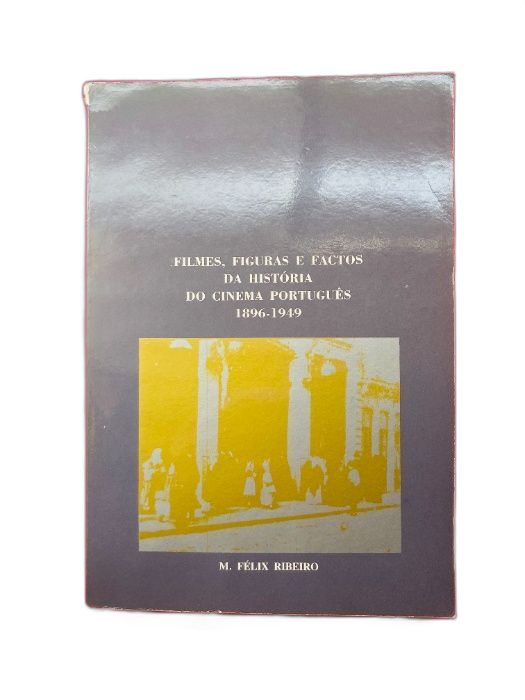 FILMES, FIGURAS E FACTOS
DA HISTÓRIA
DO CINEMA PORTUGUÊS
1896-1949
M. FÉLIX RIBEIRO